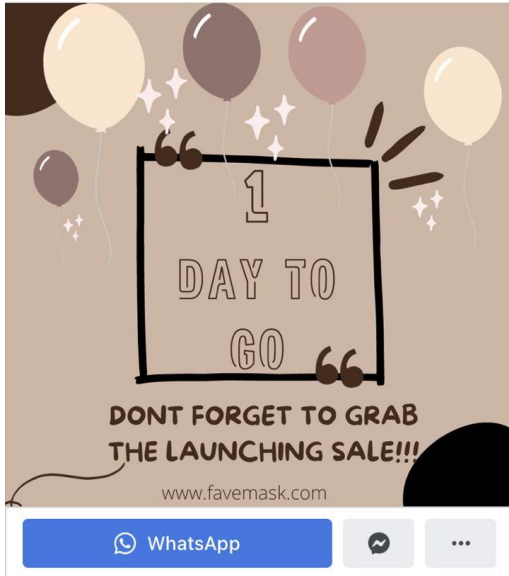 1
DAY TO
GO
DONT FORGET TO GRAB
THE LAUNCHING SALE!!!
www.favemask.com
WhatsApp